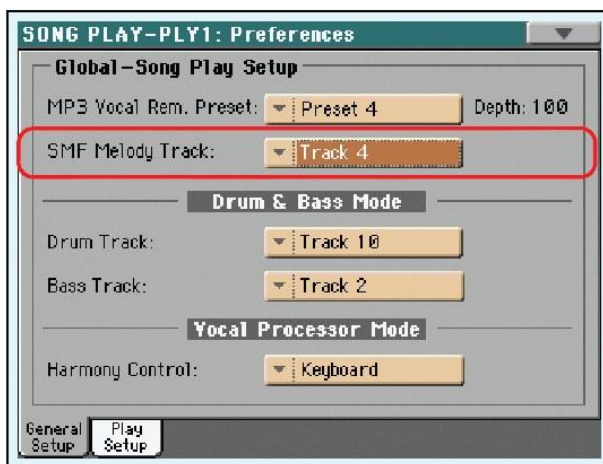 SONG PLAY-PLY1: Preferences
Global-Song Play Setup
MP3 Vocal Rem. Preset: Preset 4 Depth: 100
SMF Melody Track: Track 4
Drum & Bass Mode
Drum Track: Track 10
Bass Track: Track 2
Vocal Processor Mode
Harmony Control: Keyboard
General Setup
Play Setup